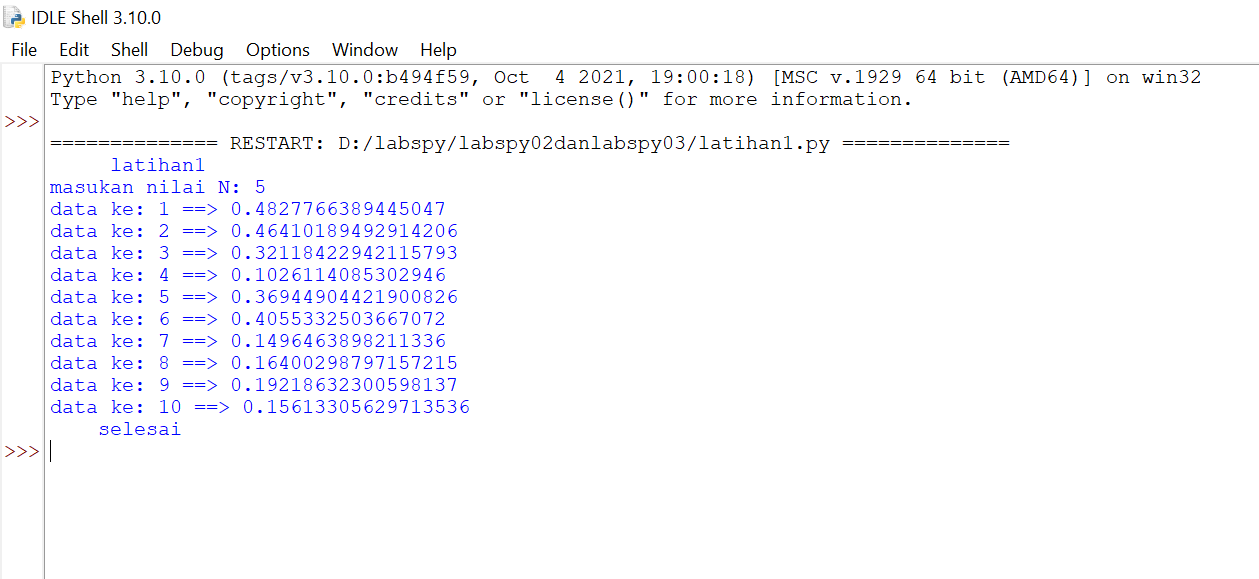 IDLE Shell 3.10.0
File Edit Shell Debug Options Window Help
Python 3.10.0 (tags/v3.10.0:b494f59, Oct  4 2021, 19:00:18) [MSC v.1929 64 bit (AMD64)] on win32
Type "help", "copyright", "credits" or "license()" for more information.
>>>
============== RESTART: D:/labspy/labspy02danlabspy03/latihan1.py ==============
     latihan1
masukan nilai N: 5
data ke: 1 ==> 0.4827766389445047
data ke: 2 ==> 0.46410189492914206
data ke: 3 ==> 0.32118422942115793
data ke: 4 ==> 0.1026114085302946
data ke: 5 ==> 0.36944904421900826
data ke: 6 ==> 0.4055332503667072
data ke: 7 ==> 0.1496463898211336
data ke: 8 ==> 0.16400298797157215
data ke: 9 ==> 0.19218632300598137
data ke: 10 ==> 0.15613305629713536
    selesai
>>>